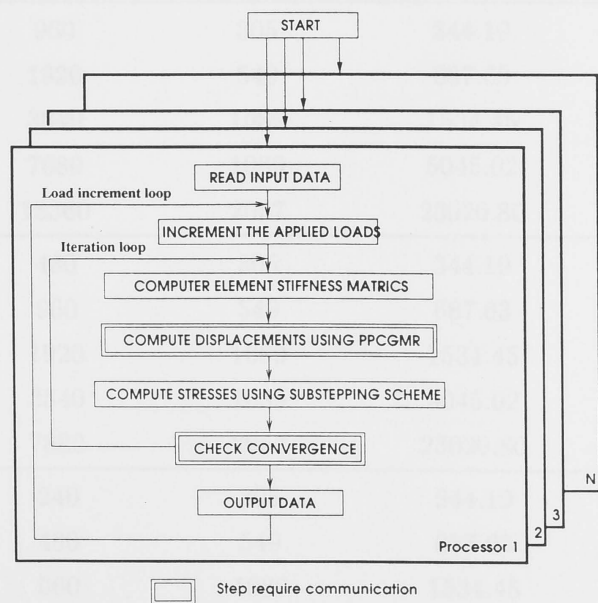 START
READ INPUT DATA
Load increment loop
INCREMENT THE APPLIED LOADS
Iteration loop
COMPUTER ELEMENT STIFFNESS MATRICS
COMPUTE DISPLACEMENTS USING PPCGMR
COMPUTE STRESSES USING SUBSTEPPING SCHEME
CHECK CONVERGENCE
OUTPUT DATA
Processor 1
2
3
N
Step require communication